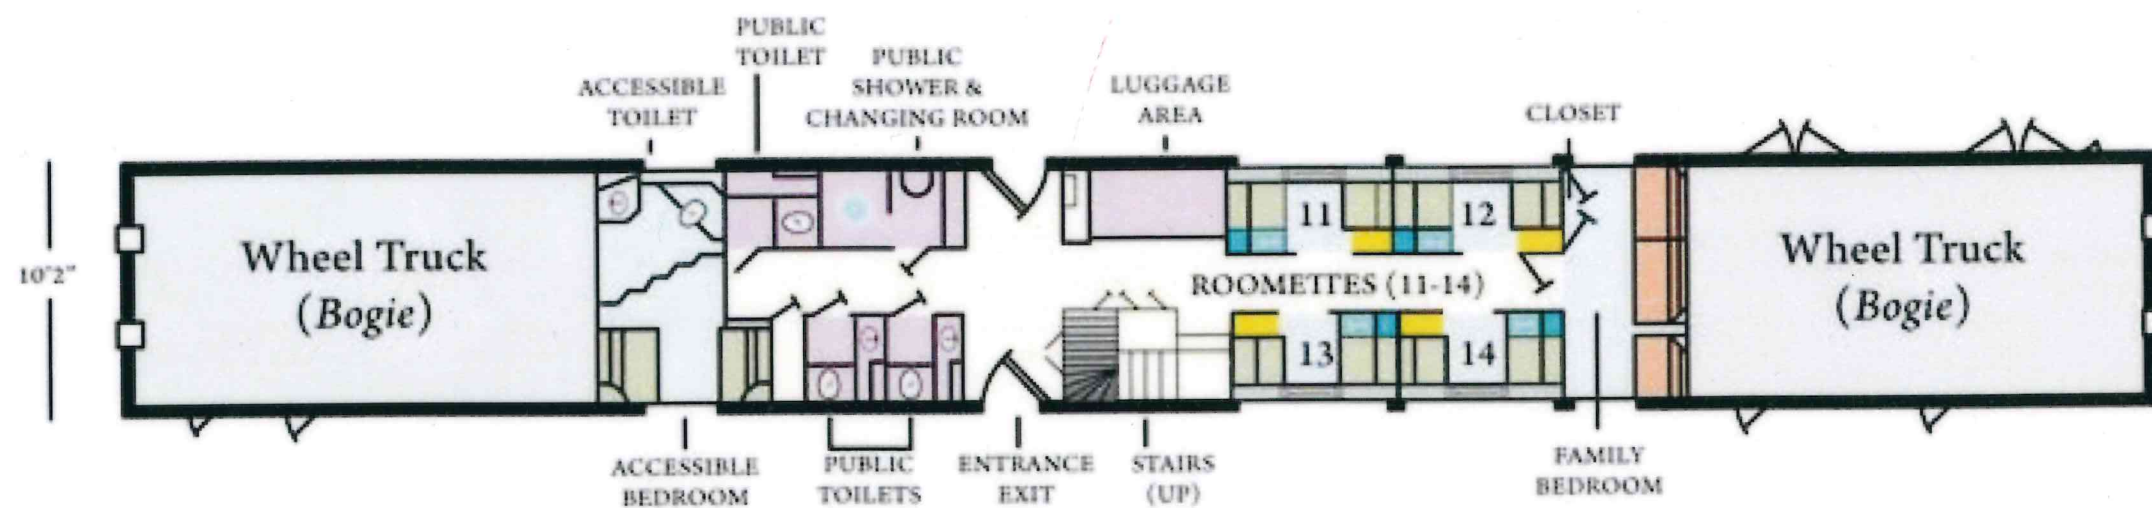 PUBLIC
TOILET
PUBLIC
SHOWER &
CHANGING ROOM
ACCESSIBLE
TOILET
LUGGAGE
AREA
CLOSET
10'2"
Wheel Truck
(Bogie)
11
12
ROOMETTES (11-14)
13
14
Wheel Truck
(Bogie)
ACCESSIBLE
BEDROOM
PUBLIC
TOILETS
ENTRANCE
EXIT
STAIRS
(UP)
FAMILY
BEDROOM